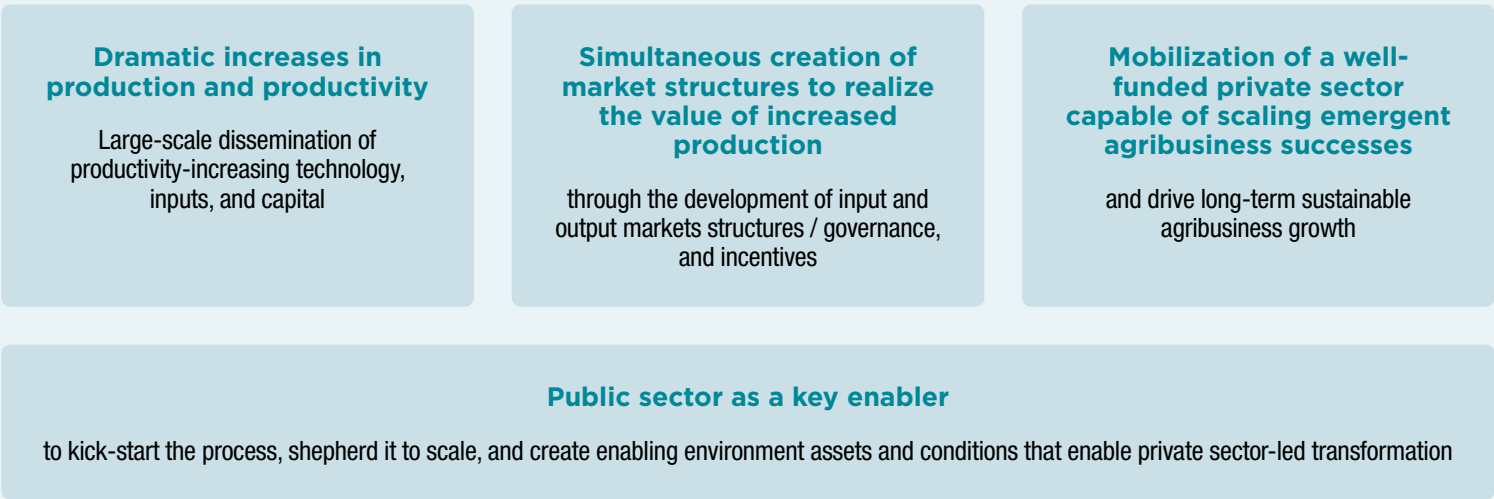 Dramatic increases in
production and productivity
Large-scale dissemination of
productivity-increasing technology,
inputs, and capital
Simultaneous creation of
market structures to realize
the value of increased
production
through the development of input and
output markets structures / governance,
and incentives
Mobilization of a well-
funded private sector
capable of scaling emergent
agribusiness successes
and drive long-term sustainable
agribusiness growth
Public sector as a key enabler
to kick-start the process, shepherd it to scale, and create enabling environment assets and conditions that enable private sector-led transformation